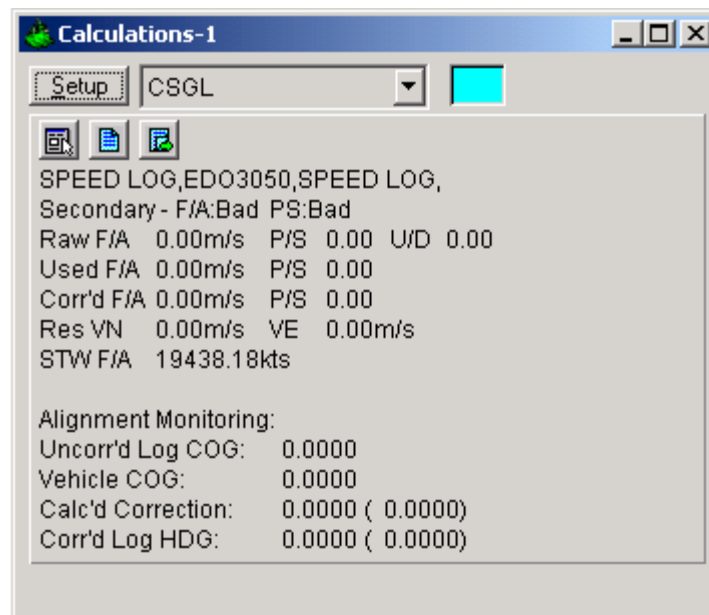 Calculations-1
Setup CSGL
SPEED LOG,EDO3050,SPEED LOG,
Secondary - F/A:Bad PS:Bad
Raw F/A 0.00m/s P/S 0.00 U/D 0.00
Used F/A 0.00m/s P/S 0.00
Corr'd F/A 0.00m/s P/S 0.00
Res VN 0.00m/s VE 0.00m/s
STW F/A 19438.18kts
Alignment Monitoring:
Uncorr'd Log COG: 0.0000
Vehicle COG: 0.0000
Calc'd Correction: 0.0000 ( 0.0000)
Corr'd Log HDG: 0.0000 ( 0.0000)